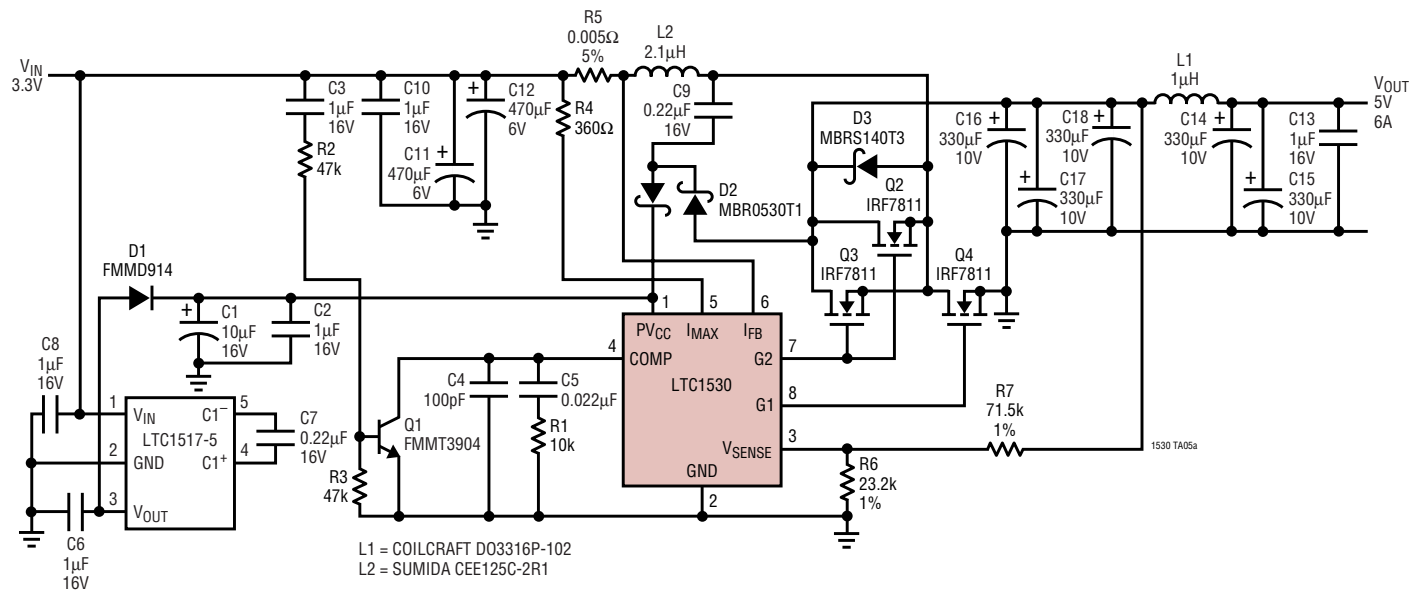 VIN
3.3V
C3
1µF
16V
R2
47k
C10
1µF
16V
C11
470µF
6V
C12
470µF
6V
R5
0.005Ω
5%
R4
360Ω
L2
2.1µH
C9
0.22µF
16V
D2
MBR0530T1
D3
MBRS140T3
Q2
IRF7811
Q3
IRF7811
Q4
IRF7811
C16
330µF
10V
C17
330µF
10V
C18
330µF
10V
L1
1µH
C14
330µF
10V
C15
330µF
10V
C13
1µF
16V
VOUT
5V
6A
D1
FMMD914
C1
10µF
16V
C2
1µF
16V
C8
1µF
16V
1
VIN
2
GND
3
VOUT
LTC1517-5
C1–
5
C1+
4
C7
0.22µF
16V
C6
1µF
16V
R3
47k
Q1
FMMT3904
C4
100pF
C5
0.022µF
R1
10k
1
PVCC
5
IMAX
6
IFB
4
COMP
LTC1530
7
G2
8
G1
3
VSENSE
GND
2
R7
71.5k
1%
R6
23.2k
1%
1530 TA05a
L1 = COILCRAFT DO3316P-102
L2 = SUMIDA CEE125C-2R1
+
+
+
+
+
+
+
+